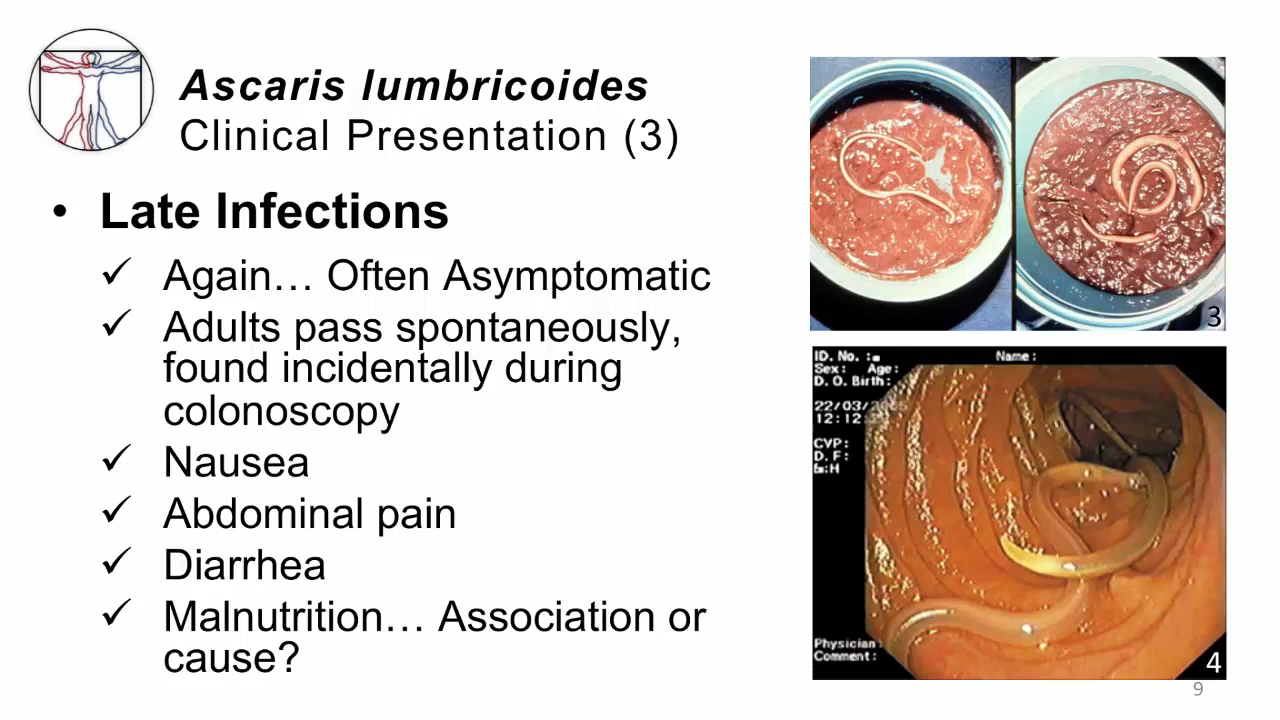 Ascaris lumbricoides
Clinical Presentation (3)
• Late Infections
✓ Again… Often Asymptomatic
✓ Adults pass spontaneously,
found incidentally during
colonoscopy
✓ Nausea
✓ Abdominal pain
✓ Diarrhea
✓ Malnutrition… Association or
cause?
3
ID. No. :
Name:
Sex: Age:
D. O. Birth:
22/03/
12:12
CVP:
D. F:
Physician:
Comment:
4
9